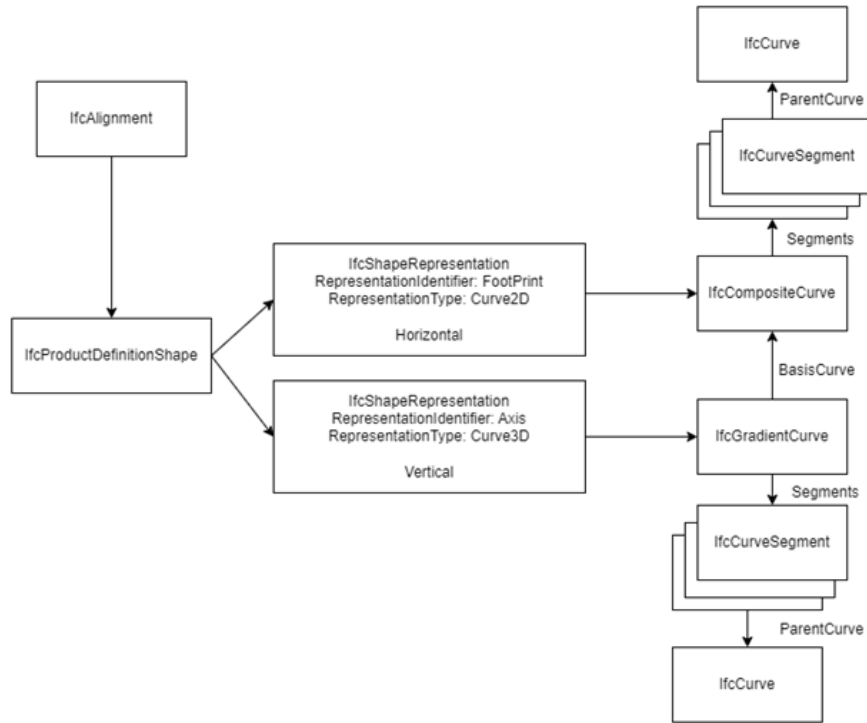 IfcCurve
ParentCurve
IfcAlignment
IfcCurveSegment
Segments
IfcShapeRepresentation
RepresentationIdentifier: FootPrint
RepresentationType: Curve2D
Horizontal
IfcCompositeCurve
IfcProductDefinitionShape
BasisCurve
IfcShapeRepresentation
RepresentationIdentifier: Axis
RepresentationType: Curve3D
Vertical
IfcGradientCurve
Segments
IfcCurveSegment
ParentCurve
IfcCurve